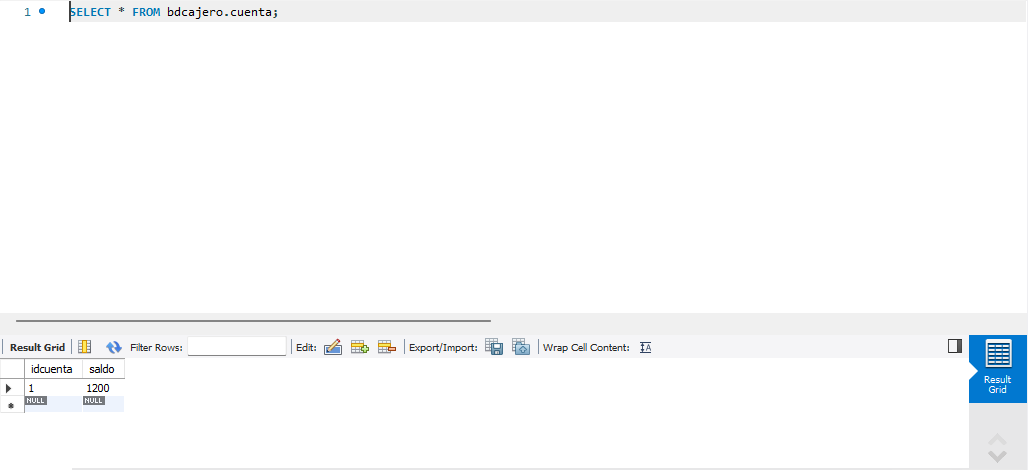 1 SELECT * FROM bdcajero.cuenta;
Result Grid Filter Rows: Edit: Export/Import: Wrap Cell Content:
idcuenta saldo
1 1200
NULL NULL
Result
Grid